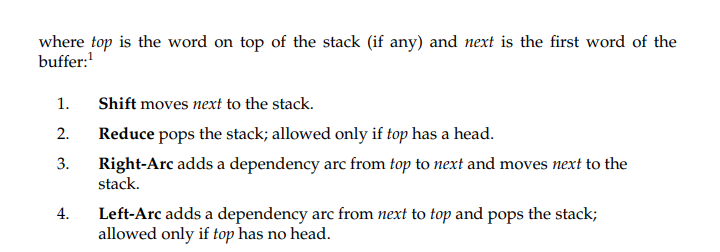 where top is the word on top of the stack (if any) and next is the first word of the
buffer:1
1. Shift moves next to the stack.
2. Reduce pops the stack; allowed only if top has a head.
3. Right-Arc adds a dependency arc from top to next and moves next to the
stack.
4. Left-Arc adds a dependency arc from next to top and pops the stack;
allowed only if top has no head.